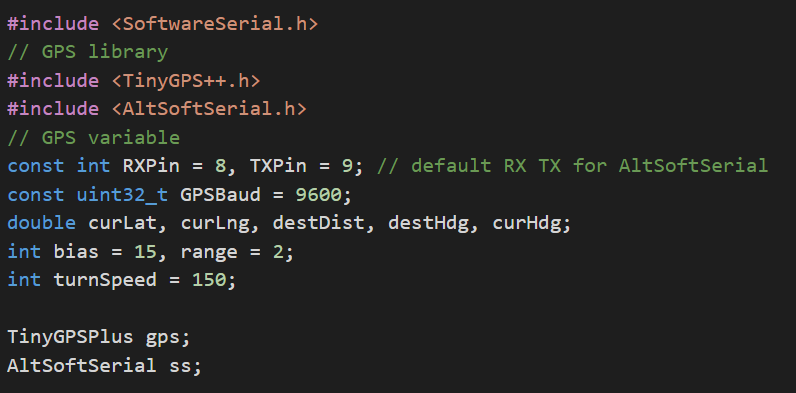 #include <SoftwareSerial.h>
// GPS library
#include <TinyGPS++.h>
#include <AltSoftSerial.h>
// GPS variable
const int RXPin = 8, TXPin = 9; // default RX TX for AltSoftSerial
const uint32_t GPSBaud = 9600;
double curLat, curLng, destDist, destHdg, curHdg;
int bias = 15, range = 2;
int turnSpeed = 150;

TinyGPSPlus gps;
AltSoftSerial ss;